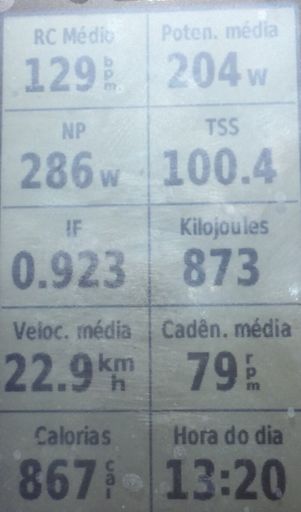 RC Médio Poten. média
129 bpm 204 w
NP TSS
286 w 100.4
IF Kilojoules
0.923 873
Veloc. média Cadên. média
22.9 km/h 79 rpm
Calorias Hora do dia
867 cal 13:20